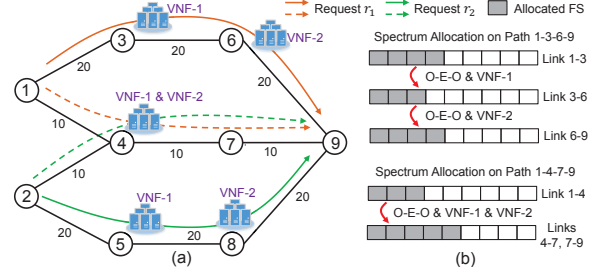 Request r1 Request r2 Allocated FS
VNF-1
VNF-2
3
6
20
20
20
1
VNF-1 & VNF-2
10
4
7
9
10
10
10
2
VNF-1
VNF-2
20
20
20
5
8
(a)
Spectrum Allocation on Path 1-3-6-9
Link 1-3
O-E-O & VNF-1
Link 3-6
O-E-O & VNF-2
Link 6-9
Spectrum Allocation on Path 1-4-7-9
Link 1-4
O-E-O & VNF-1 & VNF-2
Links
4-7, 7-9
(b)